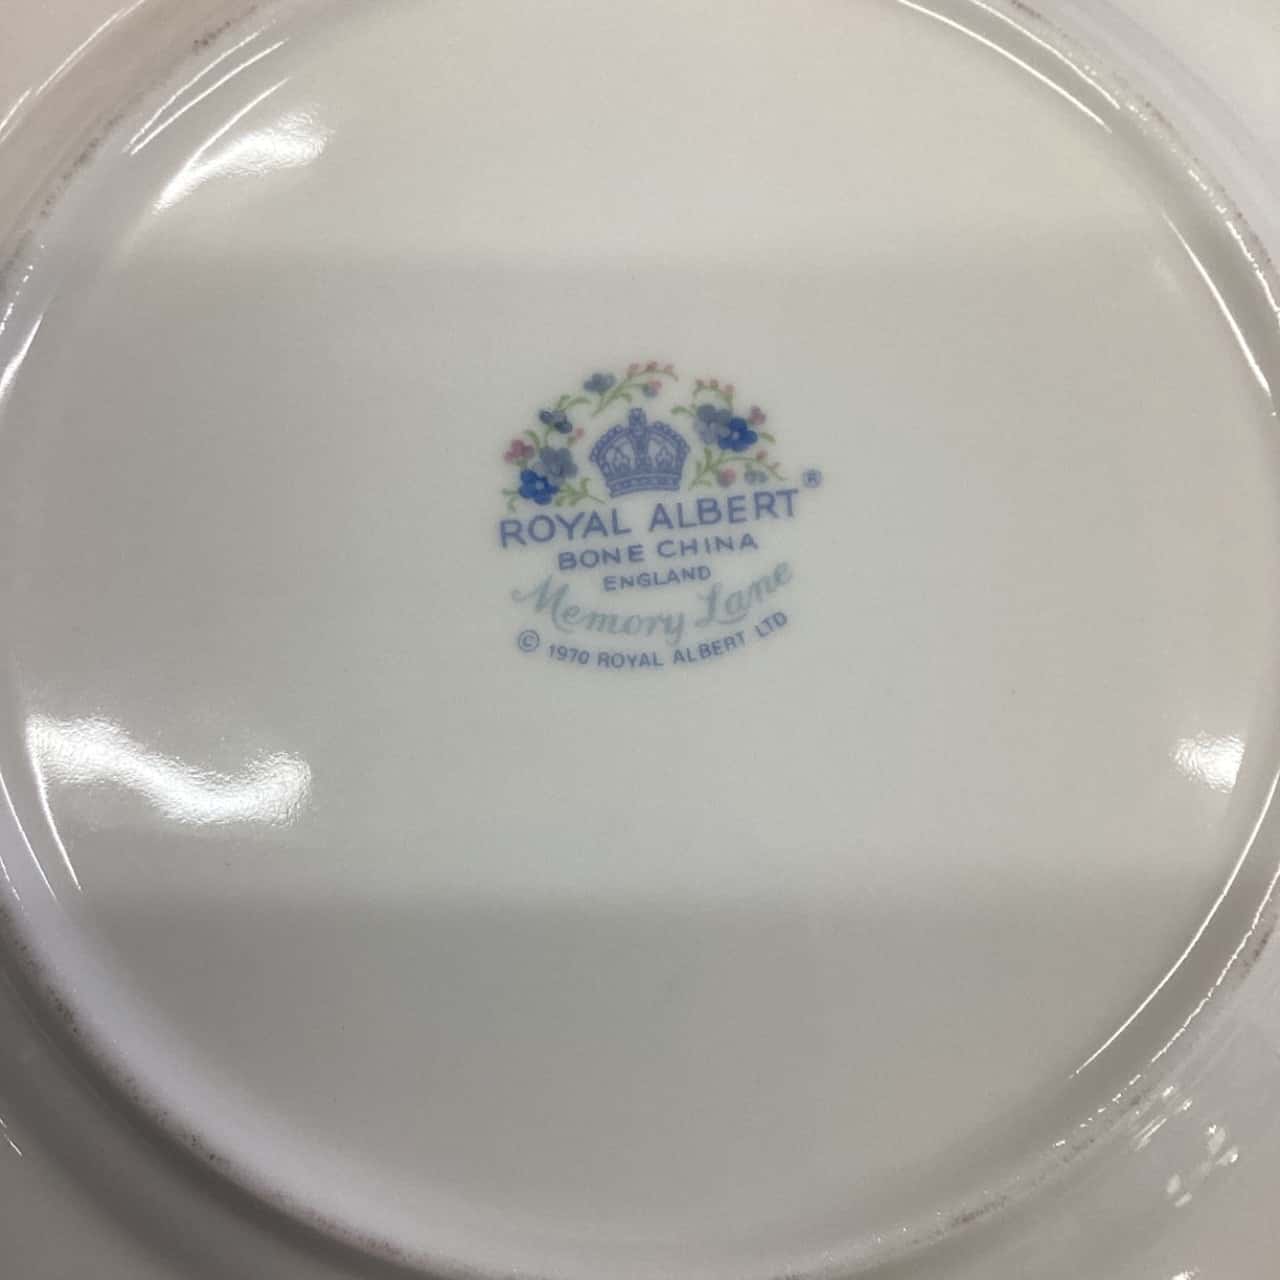 ROYAL ALBERT®
BONE CHINA
ENGLAND
Memory Lane
© 1970 ROYAL ALBERT LTD